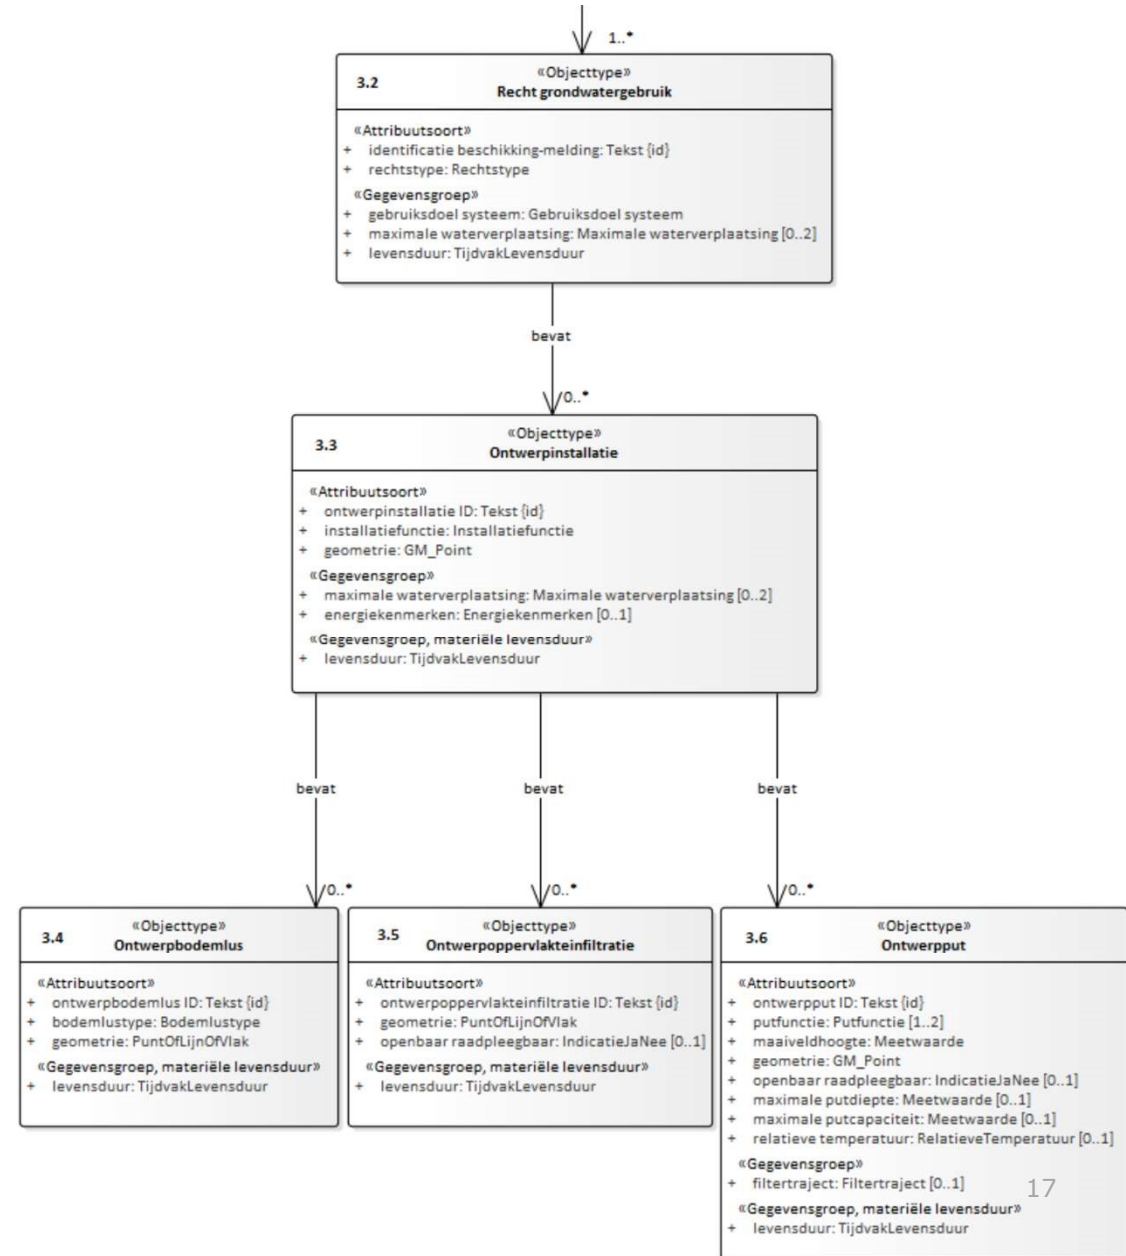 1..*
3.2
«Objecttype»
Recht grondwatergebruik
«Attribuutsoort»
+ identificatie beschikking-melding: Tekst {id}
+ rechtstype: Rechtstype
«Gegevensgroep»
+ gebruiksdoel systeem: Gebruiksdoel systeem
+ maximale waterverplaatsing: Maximale waterverplaatsing [0..2]
+ levensduur: TijdvakLevensduur
bevat
0..*
3.3
«Objecttype»
Ontwerpinstallatie
«Attribuutsoort»
+ ontwerpinstallatie ID: Tekst {id}
+ installatiefunctie: Installatiefunctie
+ geometrie: GM_Point
«Gegevensgroep»
+ maximale waterverplaatsing: Maximale waterverplaatsing [0..2]
+ energiekenmerken: Energiekenmerken [0..1]
«Gegevensgroep, materiële levensduur»
+ levensduur: TijdvakLevensduur
bevat
bevat
bevat
0..*
0..*
0..*
3.4
«Objecttype»
Ontwerpbodemlus
«Attribuutsoort»
+ ontwerpbodemlus ID: Tekst {id}
+ bodemlustype: Bodemlustype
+ geometrie: PuntOfLijnOfVlak
«Gegevensgroep, materiële levensduur»
+ levensduur: TijdvakLevensduur
3.5
«Objecttype»
Ontwerpoppervlakteinfiltratie
«Attribuutsoort»
+ ontwerpoppervlakteinfiltratie ID: Tekst {id}
+ geometrie: PuntOfLijnOfVlak
+ openbaar raadpleegbaar: IndicatieJaNee [0..1]
«Gegevensgroep, materiële levensduur»
+ levensduur: TijdvakLevensduur
3.6
«Objecttype»
Ontwerpput
«Attribuutsoort»
+ ontwerpput ID: Tekst {id}
+ putfunctie: Putfunctie [1..2]
+ maaiveldhoogte: Meetwaarde
+ geometrie: GM_Point
+ openbaar raadpleegbaar: IndicatieJaNee [0..1]
+ maximale putdiepte: Meetwaarde [0..1]
+ maximale putcapaciteit: Meetwaarde [0..1]
+ relatieve temperatuur: RelatieveTemperatuur [0..1]
«Gegevensgroep»
+ filtertraject: Filtertraject [0..1]
«Gegevensgroep, materiële levensduur»
+ levensduur: TijdvakLevensduur
17